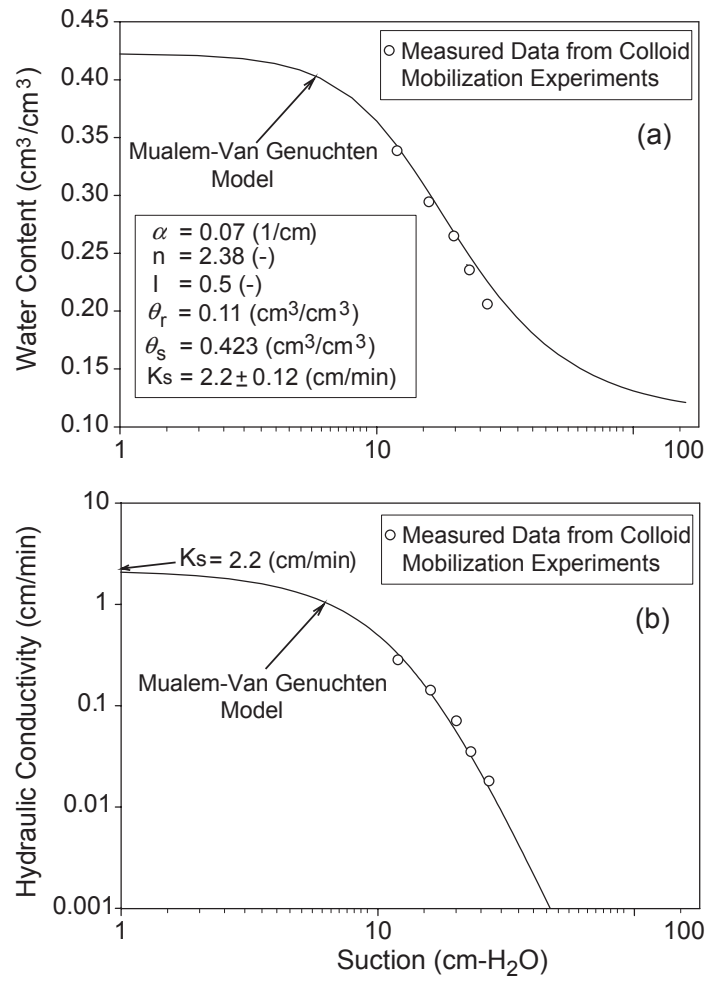 0.45
0.40
0.35
0.30
0.25
0.20
0.15
0.10
Water Content (cm³/cm³)
Measured Data from Colloid
Mobilization Experiments
(a)
Mualem-Van Genuchten
Model
α = 0.07 (1/cm)
n = 2.38 (-)
l = 0.5 (-)
θr = 0.11 (cm³/cm³)
θs = 0.423 (cm³/cm³)
Ks = 2.2 ± 0.12 (cm/min)
1 10 100
10
1
0.1
0.01
0.001
Hydraulic Conductivity (cm/min)
Measured Data from Colloid
Mobilization Experiments
Ks = 2.2 (cm/min)
(b)
Mualem-Van Genuchten
Model
1 10 100
Suction (cm-H₂O)